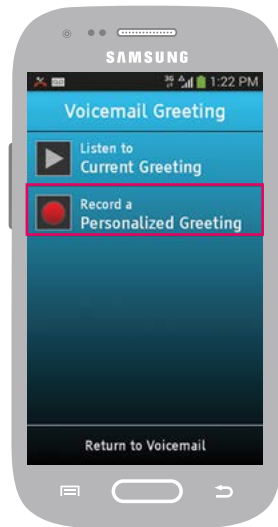 SAMSUNG
3G 1:22 PM
Voicemail Greeting
Listen to
Current Greeting
Record a
Personalized Greeting
Return to Voicemail